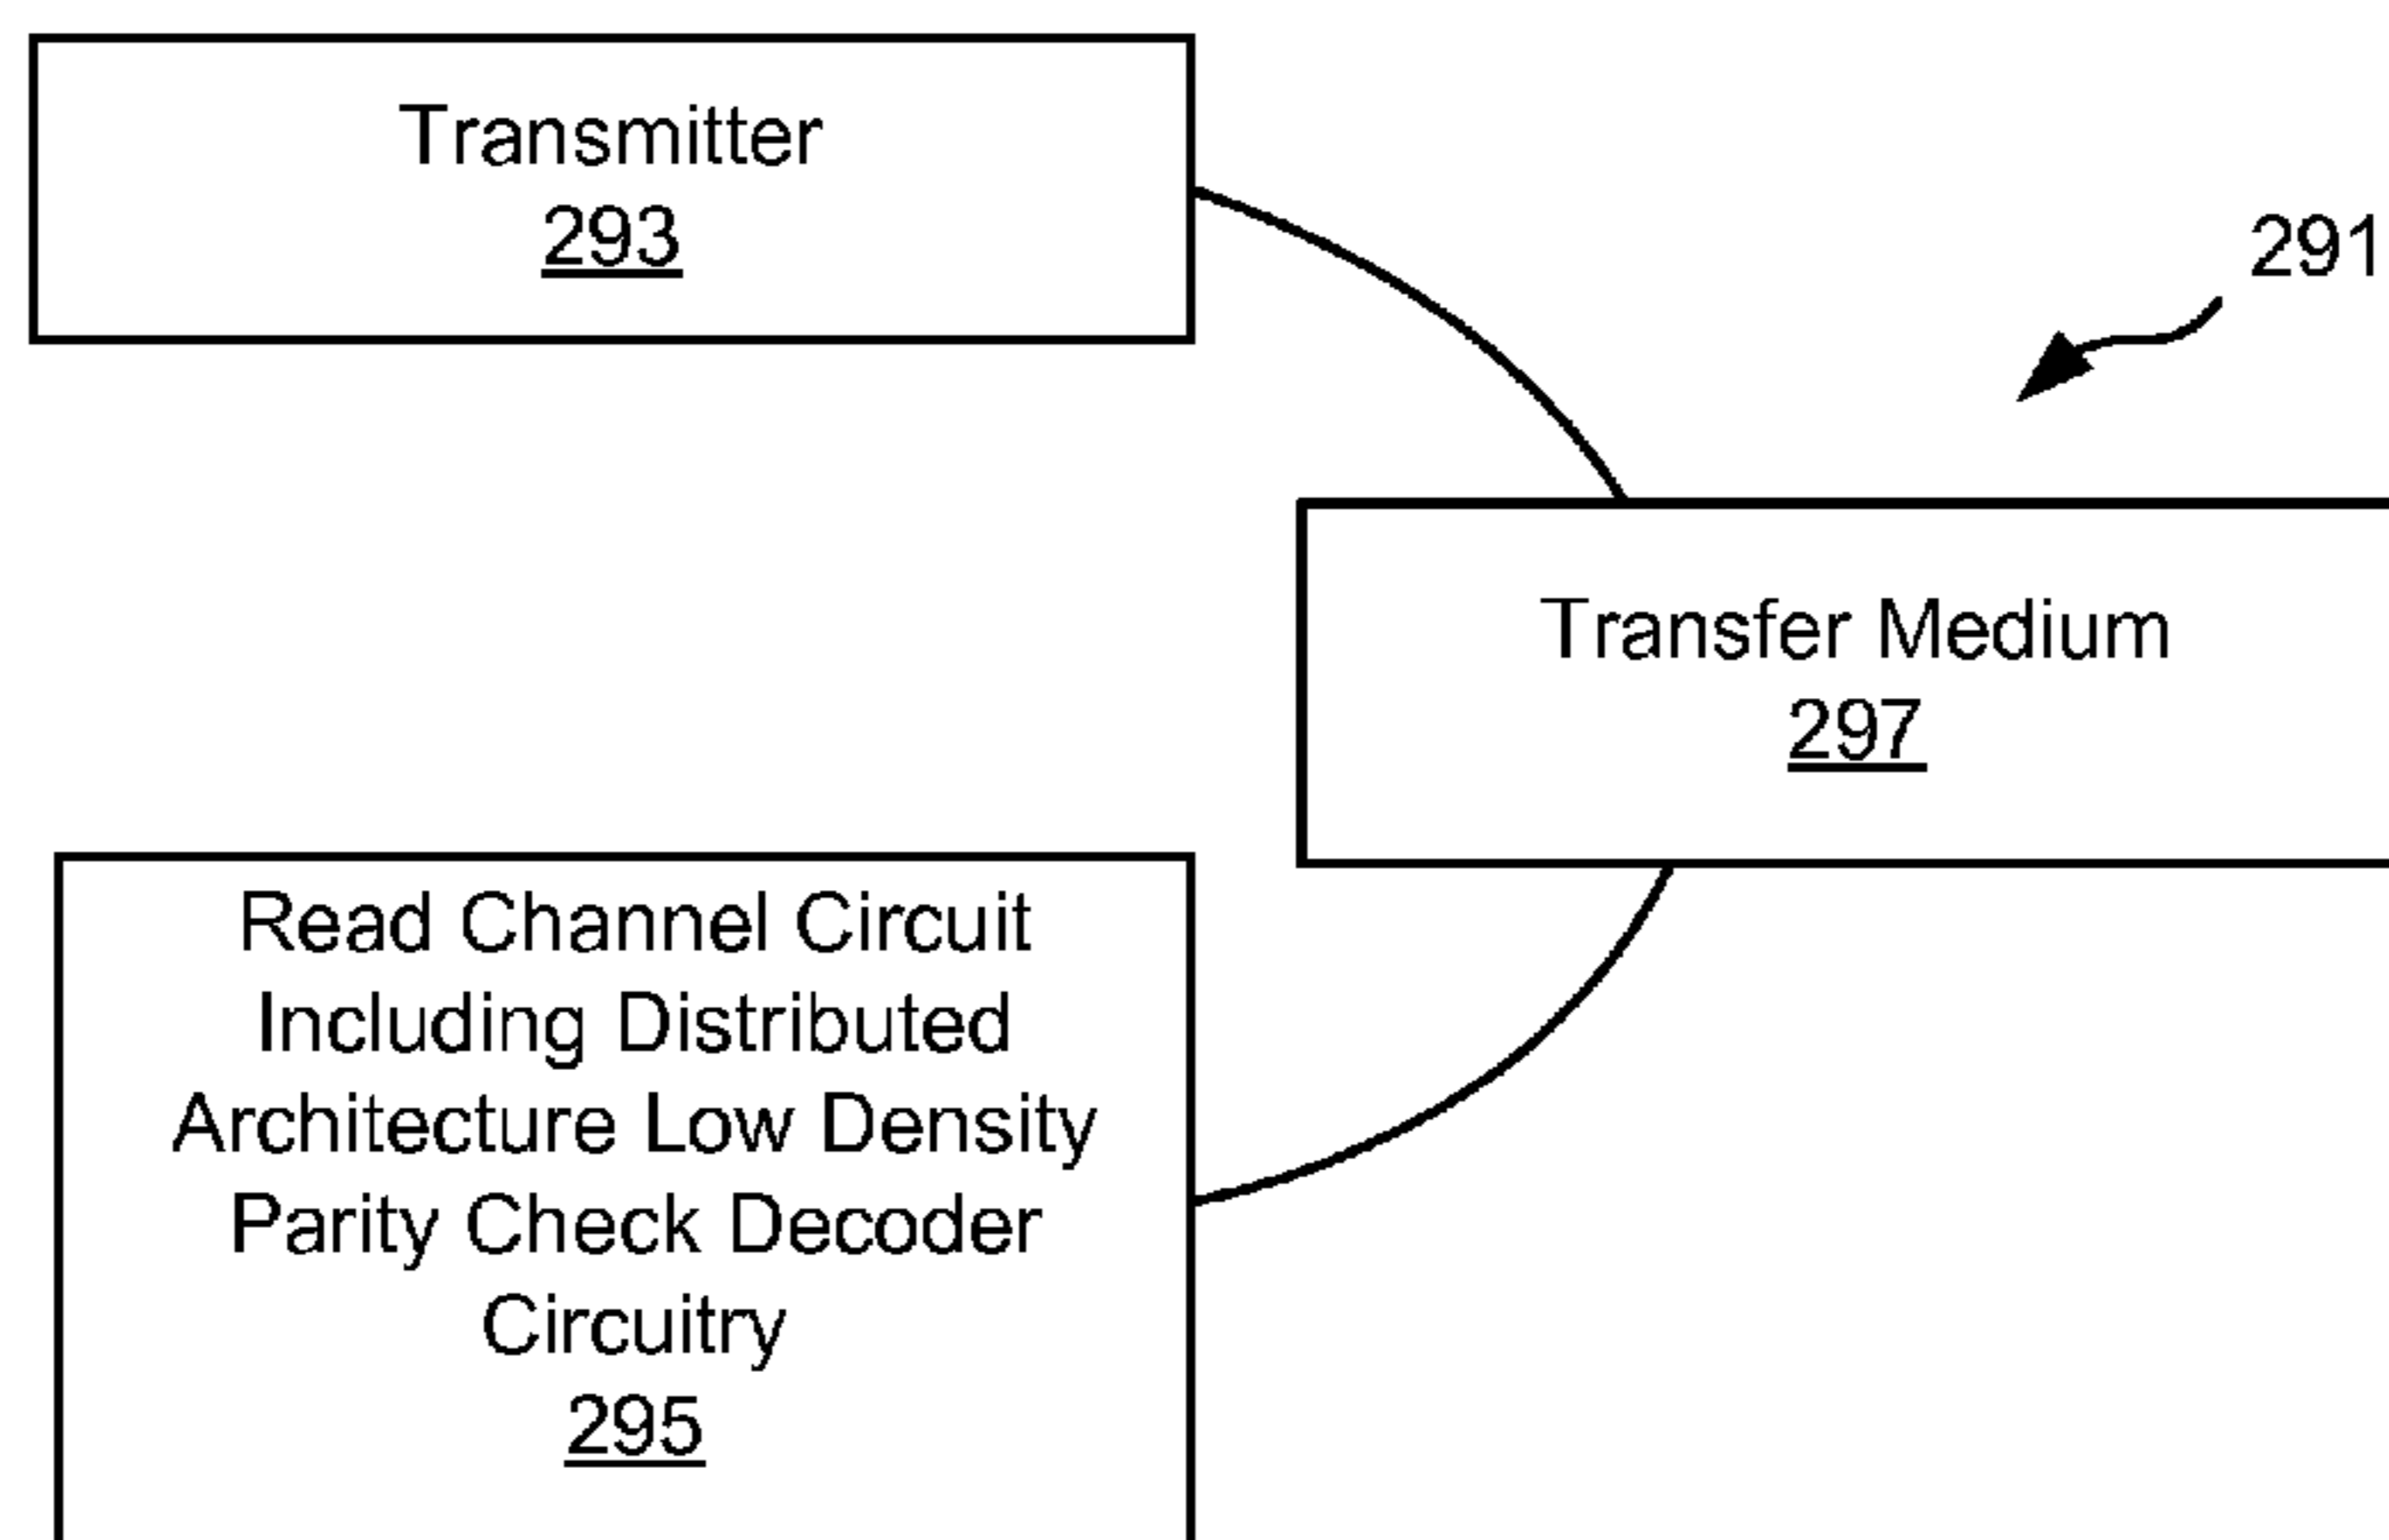 Transmitter
293
291
Transfer Medium
297
Read Channel Circuit
Including Distributed
Architecture Low Density
Parity Check Decoder
Circuitry
295